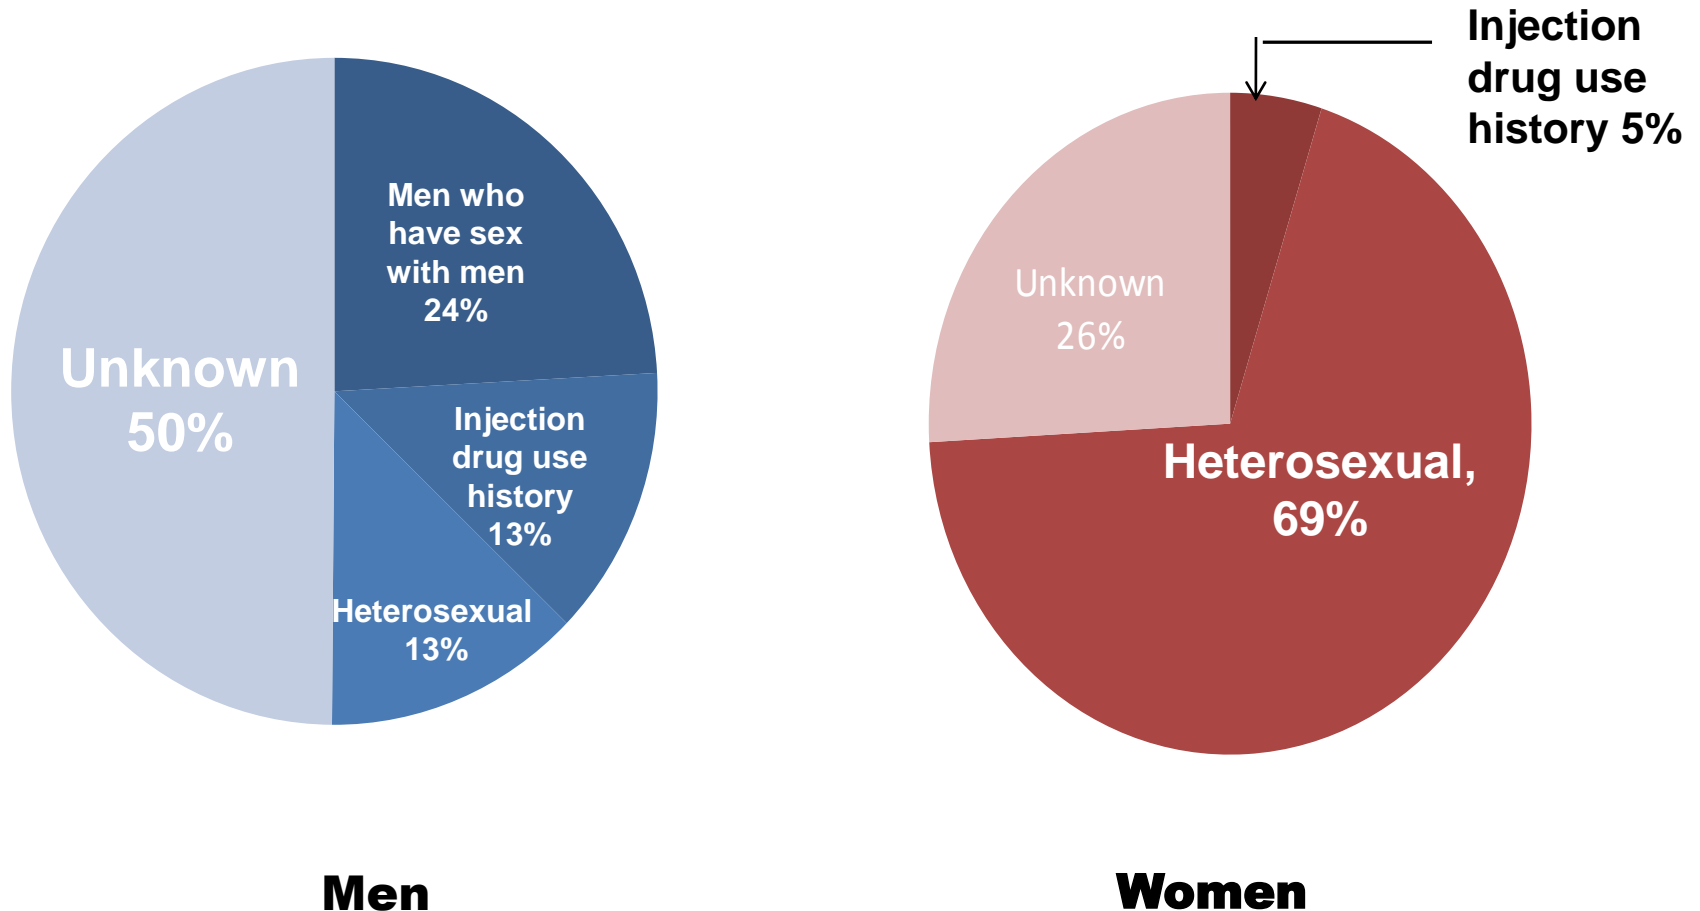 Men who
have sex
with men
24%
Injection
drug use
history
13%
Heterosexual
13%
Unknown
50%
Men
Injection
drug use
history 5%
Heterosexual,
69%
Unknown
26%
Women